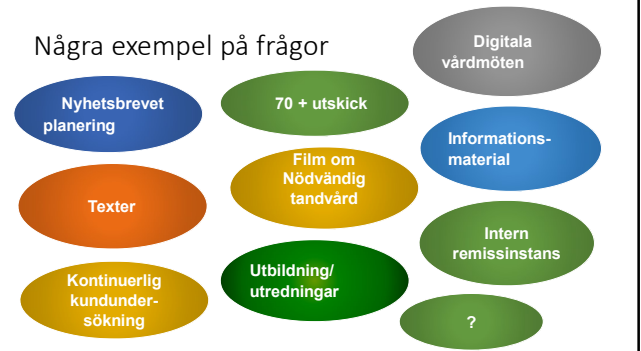 Några exempel på frågor
Digitala
vårdmöten
Nyhetsbrevet
planering
70 + utskick
Informations-
material
Film om
Nödvändig
tandvård
Texter
Intern
remissinstans
Utbildning/
utredningar
Kontinuerlig
kundunder-
sökning
?